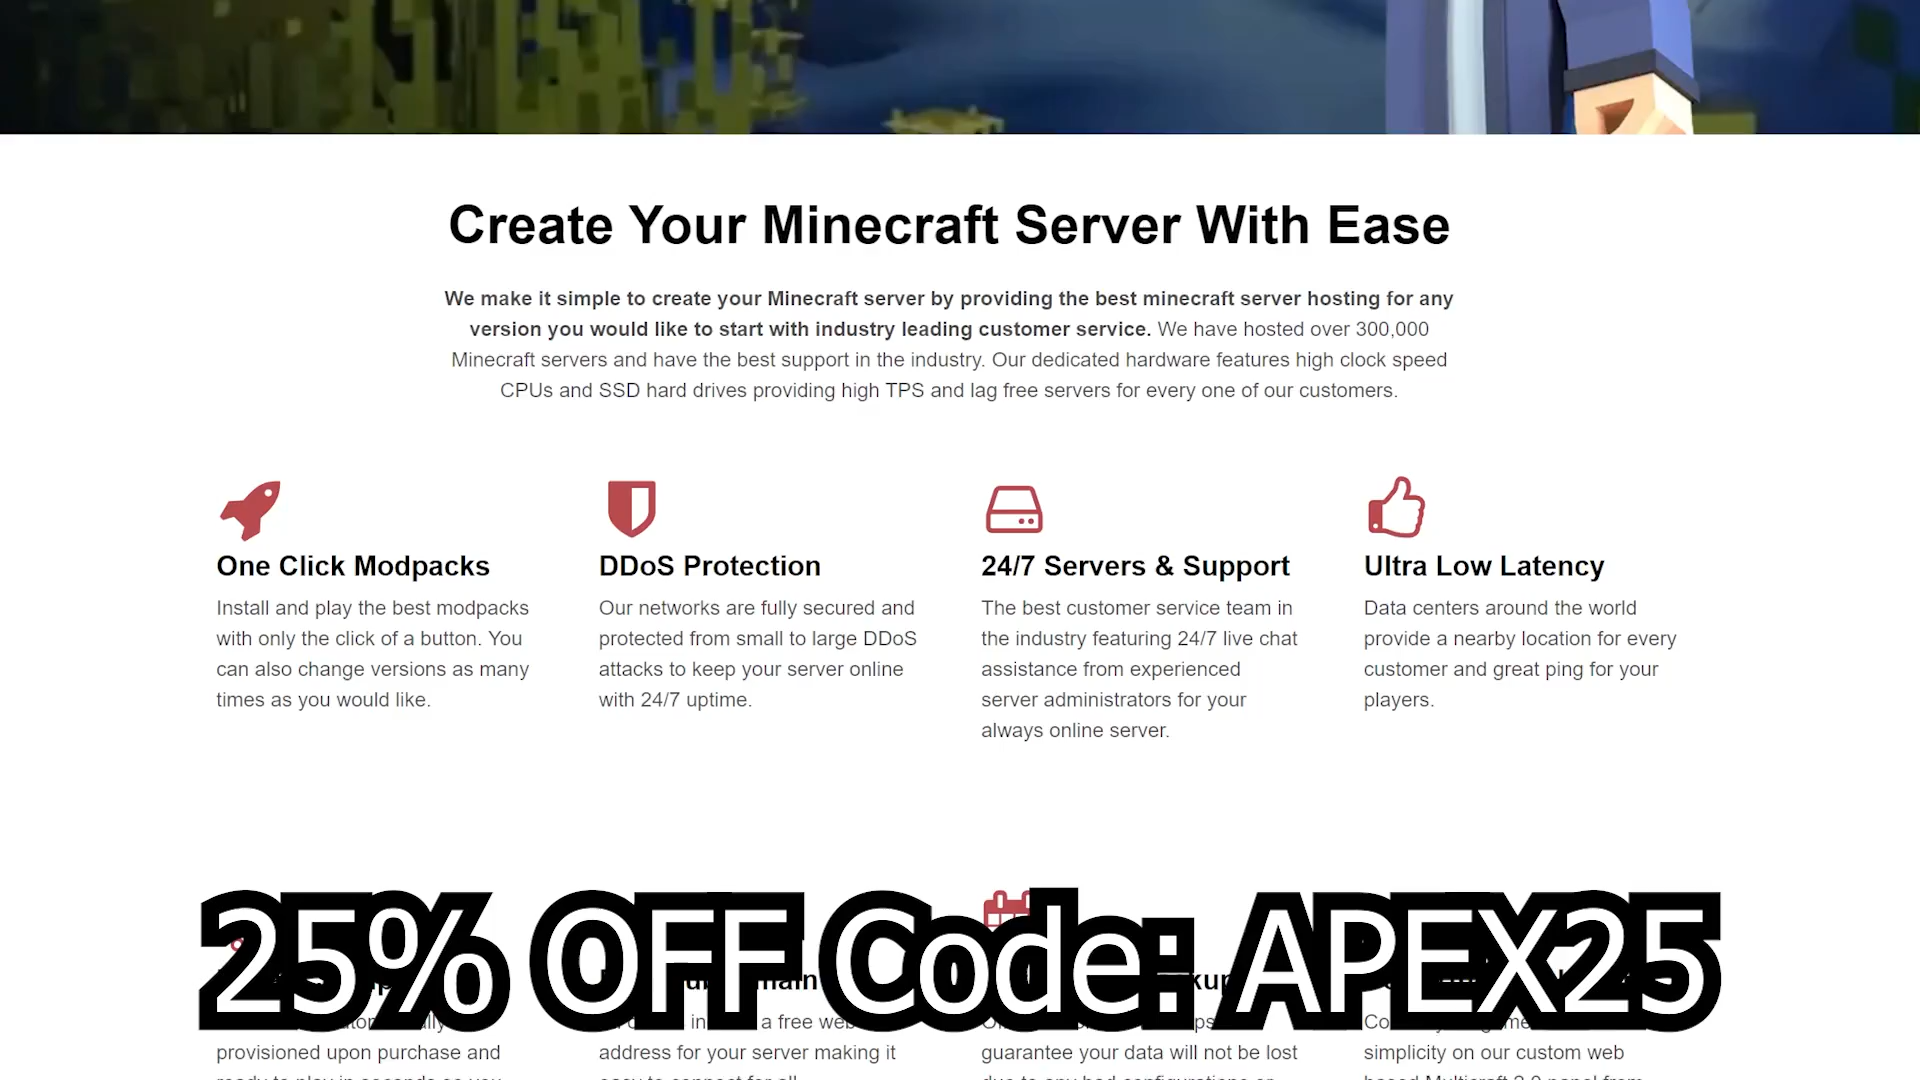 Create Your Minecraft Server With Ease
We make it simple to create your Minecraft server by providing the best minecraft server hosting for any
version you would like to start with industry leading customer service. We have hosted over 300,000
Minecraft servers and have the best support in the industry. Our dedicated hardware features high clock speed
CPUs and SSD hard drives providing high TPS and lag free servers for every one of our customers.
One Click Modpacks
Install and play the best modpacks
with only the click of a button. You
can also change versions as many
times as you would like.
DDoS Protection
Our networks are fully secured and
protected from small to large DDoS
attacks to keep your server online
with 24/7 uptime.
24/7 Servers & Support
The best customer service team in
the industry featuring 24/7 live chat
assistance from experienced
server administrators for your
always online server.
Ultra Low Latency
Data centers around the world
provide a nearby location for every
customer and great ping for your
players.
25% OFF Code: APEX25
provisioned upon purchase and
a free
address for your server making it
guarantee your data will not be lost
simplicity on our custom web